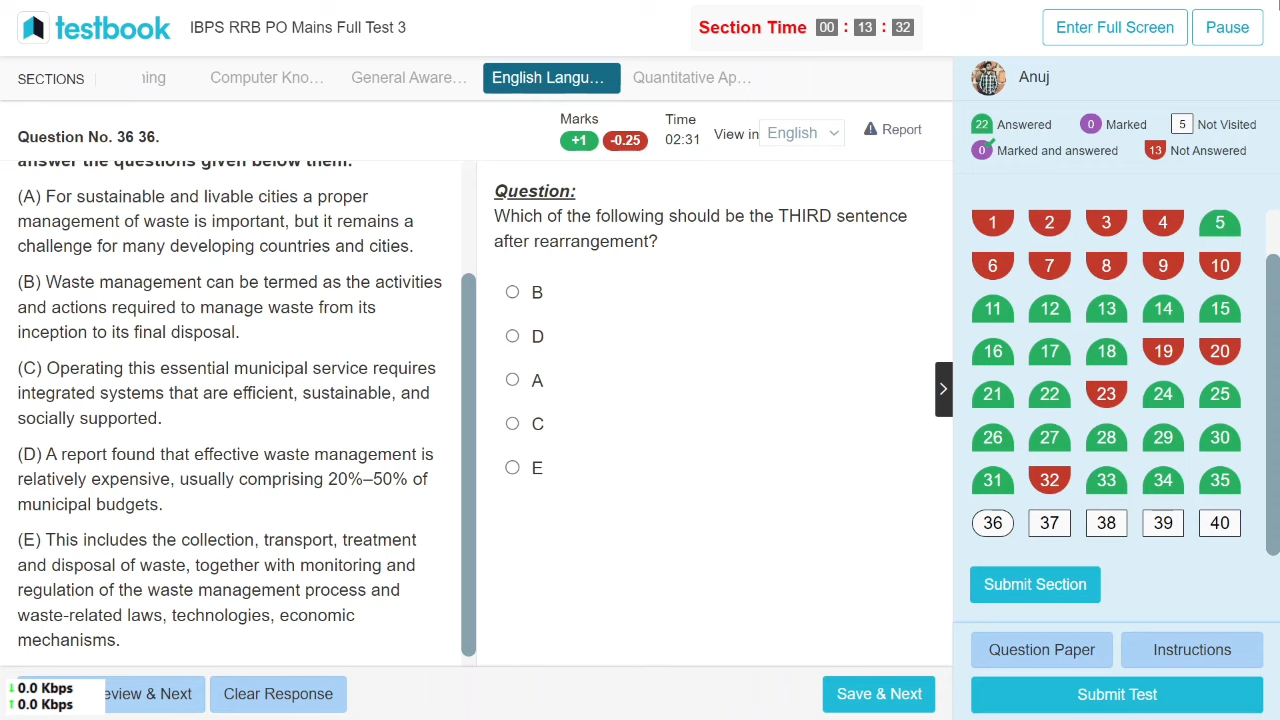 testbook
IBPS RRB PO Mains Full Test 3
Section Time 00 : 13 : 32
Enter Full Screen
Pause
SECTIONS
ning
Computer Kno...
General Aware...
English Langu...
Quantitative Ap...
Anuj
Question No. 36 36.
Marks
+1 -0.25
Time
02:31
View in English
Report
22 Answered
0 Marked
5 Not Visited
0 Marked and answered
13 Not Answered
answer the questions given below them.
(A) For sustainable and livable cities a proper
management of waste is important, but it remains a
challenge for many developing countries and cities.
(B) Waste management can be termed as the activities
and actions required to manage waste from its
inception to its final disposal.
(C) Operating this essential municipal service requires
integrated systems that are efficient, sustainable, and
socially supported.
(D) A report found that effective waste management is
relatively expensive, usually comprising 20%–50% of
municipal budgets.
(E) This includes the collection, transport, treatment
and disposal of waste, together with monitoring and
regulation of the waste management process and
waste-related laws, technologies, economic
mechanisms.
Question:
Which of the following should be the THIRD sentence
after rearrangement?
B
D
A
C
E
1 2 3 4 5
6 7 8 9 10
11 12 13 14 15
16 17 18 19 20
21 22 23 24 25
26 27 28 29 30
31 32 33 34 35
36 37 38 39 40
Submit Section
Question Paper
Instructions
Submit Test
0.0 Kbps
0.0 Kbps
eview & Next
Clear Response
Save & Next